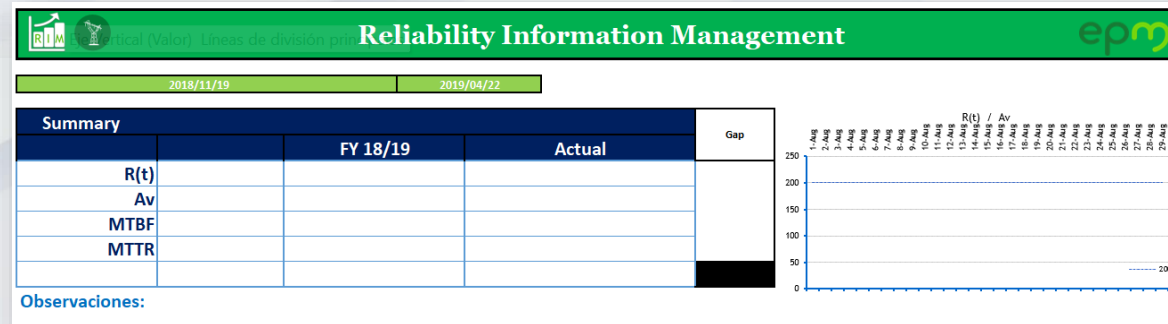 RIM
Eje Vertical (Valor) Líneas de división prin
Reliability Information Management
epm
2018/11/19 2019/04/22
Summary
Gap
FY 18/19 Actual
R(t)
Av
MTBF
MTTR
Observaciones:
R(t) / Av
1-Aug 2-Aug 3-Aug 4-Aug 5-Aug 6-Aug 7-Aug 8-Aug 9-Aug 10-Aug 11-Aug 12-Aug 13-Aug 14-Aug 15-Aug 16-Aug 17-Aug 18-Aug 19-Aug 20-Aug 21-Aug 22-Aug 23-Aug 24-Aug 25-Aug 26-Aug 27-Aug 28-Aug 29-Aug
250
200
150
100
50
0
20